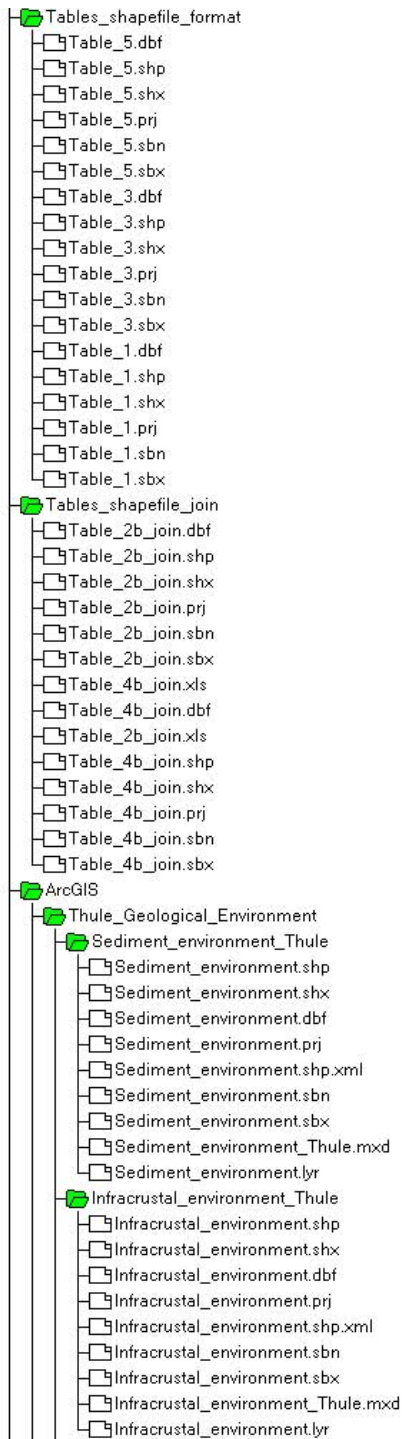 Tables_shapefile_format
Table_5.dbf
Table_5.shp
Table_5.shx
Table_5.prj
Table_5.sbn
Table_5.sbx
Table_3.dbf
Table_3.shp
Table_3.shx
Table_3.prj
Table_3.sbn
Table_3.sbx
Table_1.dbf
Table_1.shp
Table_1.shx
Table_1.prj
Table_1.sbn
Table_1.sbx
Tables_shapefile_join
Table_2b_join.dbf
Table_2b_join.shp
Table_2b_join.shx
Table_2b_join.prj
Table_2b_join.sbn
Table_2b_join.sbx
Table_4b_join.xls
Table_4b_join.dbf
Table_2b_join.xls
Table_4b_join.shp
Table_4b_join.shx
Table_4b_join.prj
Table_4b_join.sbn
Table_4b_join.sbx
ArcGIS
Thule_Geological_Environment
Sediment_environment_Thule
Sediment_environment.shp
Sediment_environment.shx
Sediment_environment.dbf
Sediment_environment.prj
Sediment_environment.shp.xml
Sediment_environment.sbn
Sediment_environment.sbx
Sediment_environment_Thule.mxd
Sediment_environment.lyr
Infracrustal_environment_Thule
Infracrustal_environment.shp
Infracrustal_environment.shx
Infracrustal_environment.dbf
Infracrustal_environment.prj
Infracrustal_environment.shp.xml
Infracrustal_environment.sbn
Infracrustal_environment.sbx
Infracrustal_environment_Thule.mxd
Infracrustal_environment.lyr